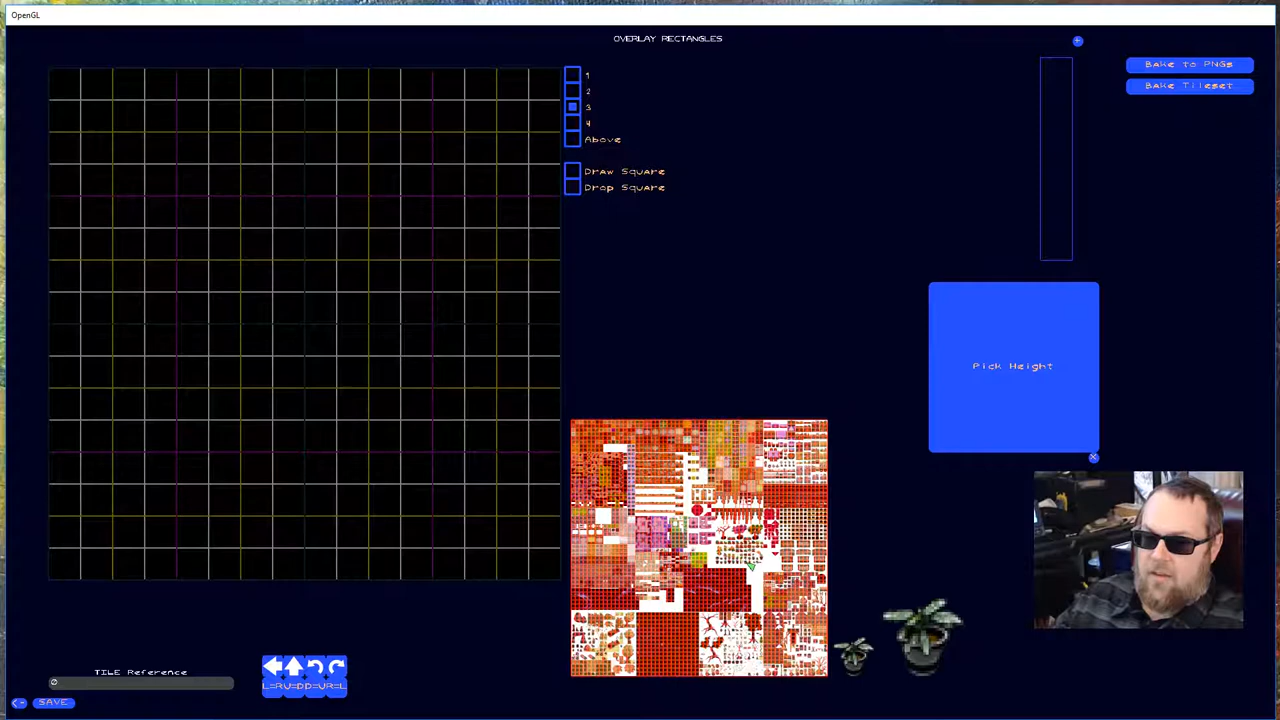 OpenGL
OVERLAY RECTANGLES
1
2
3
4
Above
Draw Square
Drop Square
Bake to PNGs
Bake Tileset
Pick Height
TILE Reference
L=R U=D D=U R=L
<- SAVE